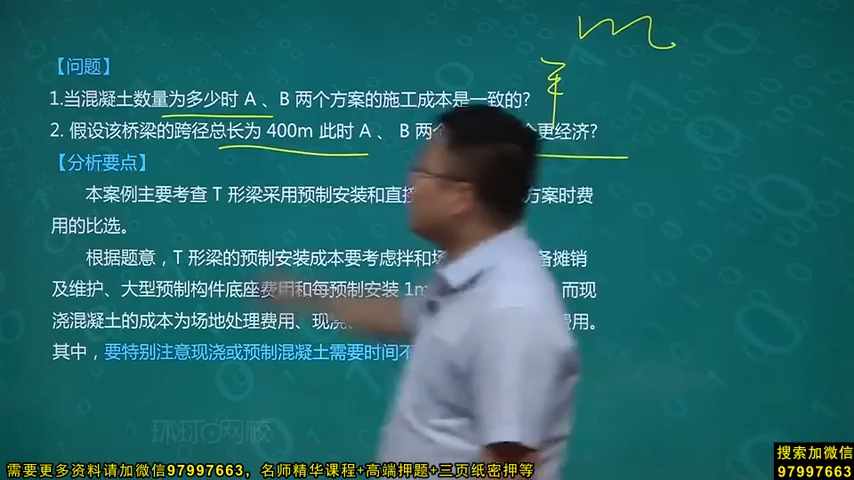 【问题】
1.当混凝土数量为多少时 A 、B 两个方案的施工成本是一致的?
2. 假设该桥梁的跨径总长为 400m 此时 A 、 B 两 更经济?
【分析要点】
本案例主要考查 T 形梁采用预制安装和直 方案时费
用的比选。
根据题意，T 形梁的预制安装成本要考虑拌和场 备摊销
及维护、大型预制构件底座费用和每预制安装 1m 而现
浇混凝土的成本为场地处理费用、现浇 费用。
其中，要特别注意现浇或预制混凝土需要时间不
m
环球网校
需要更多资料请加微信97997663，名师精华课程+高端押题+三页纸密押等
搜索加微信
97997663